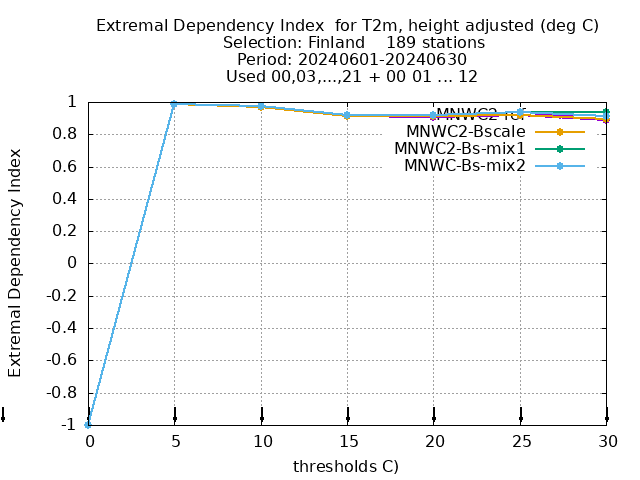 Extremal Dependency Index  for T2m, height adjusted (deg C)
Selection: Finland    189 stations
Period: 20240601-20240630
Used 00,03,...,21 + 00 01 ... 12
Extremal Dependency Index
1
0.8
0.6
0.4
0.2
0
-0.2
-0.4
-0.6
-0.8
-1
MNWC2-ref
MNWC2-Bscale
MNWC2-Bs-mix1
MNWC-Bs-mix2
0 5 10 15 20 25 30
thresholds C)